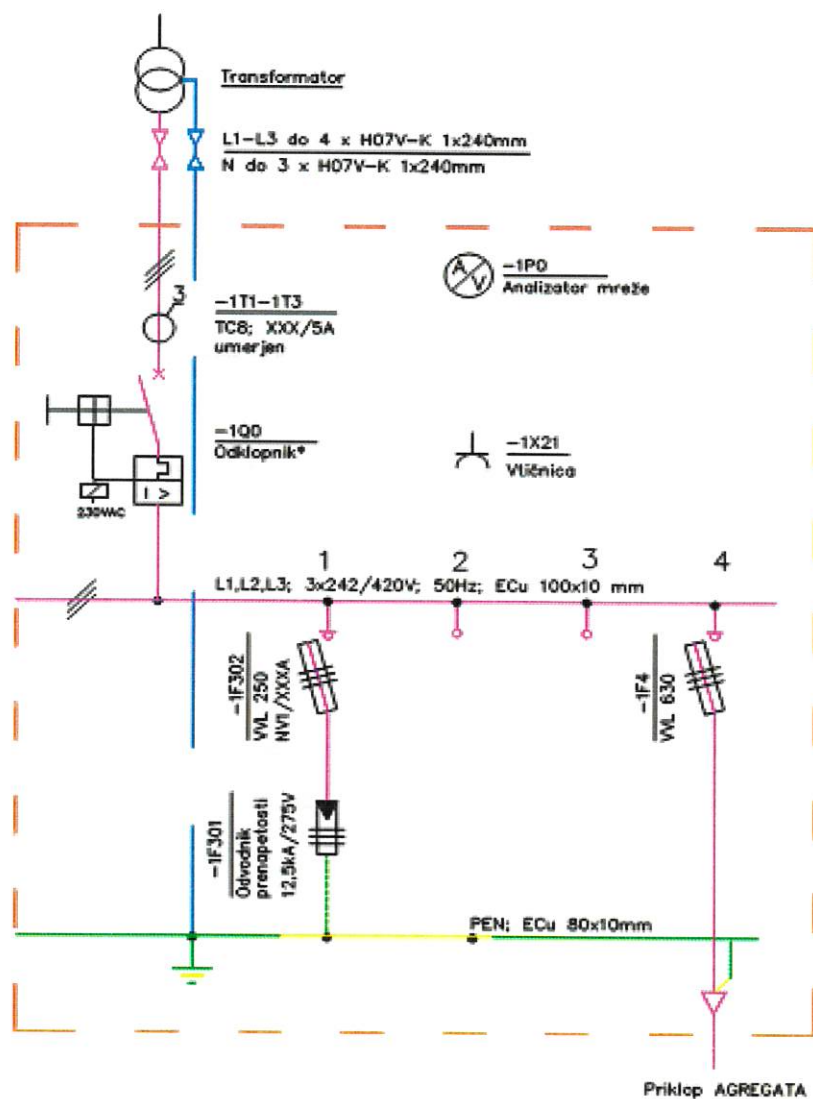 Transformator
L1-L3 do 4 x H07V-K 1x240mm
N do 3 x H07V-K 1x240mm
3
-1T1-1T3
TC8; XXX/5A
umerjen
A
V
-1P0
Analizator mreže
-1Q0
Odklopnik*
I >
230VAC
-1X21
Vtičnica
1
2
3
4
L1,L2,L3; 3x242/420V; 50Hz; ECu 100x10 mm
-1F302
VVL 250
NV1/XXXA
-1F4
VVL 630
-1F301
Odvodnik
prenapetosti
12,5kA/275V
PEN; ECu 80x10mm
Priklop AGREGATA